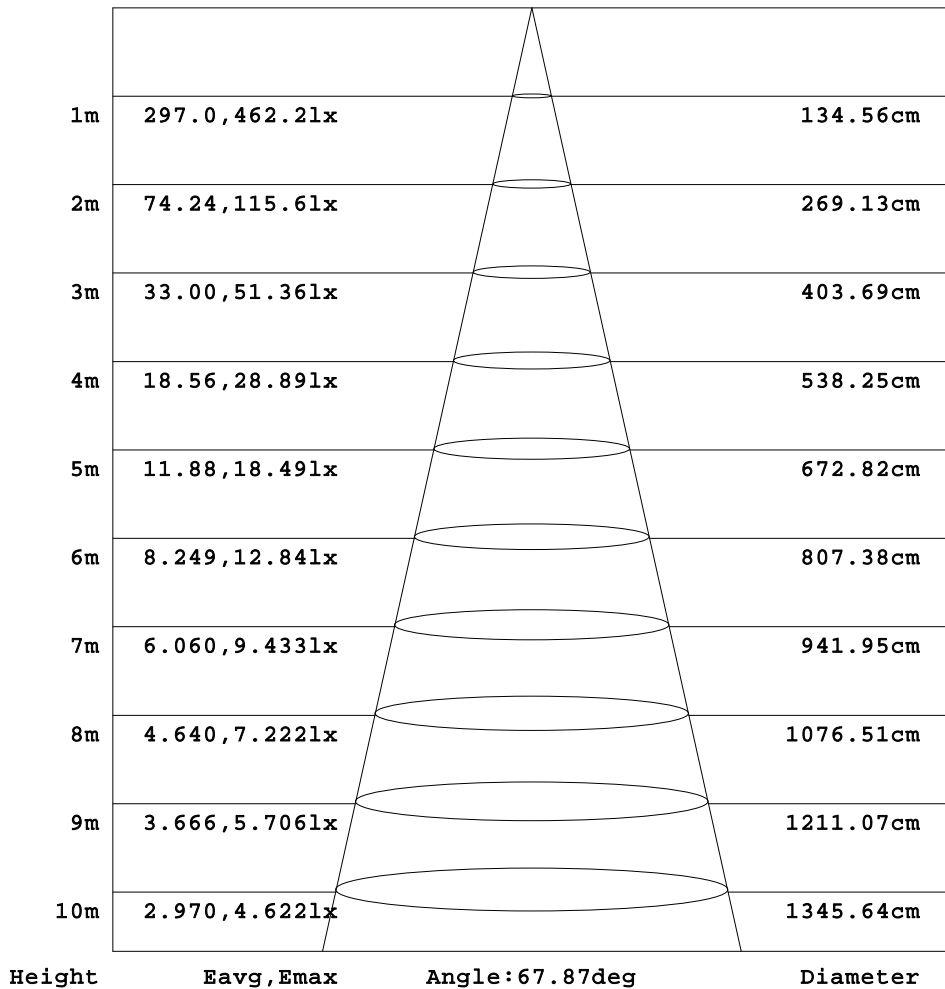 1m 297.0,462.2lx 134.56cm
2m 74.24,115.6lx 269.13cm
3m 33.00,51.36lx 403.69cm
4m 18.56,28.89lx 538.25cm
5m 11.88,18.49lx 672.82cm
6m 8.249,12.84lx 807.38cm
7m 6.060,9.433lx 941.95cm
8m 4.640,7.222lx 1076.51cm
9m 3.666,5.706lx 1211.07cm
10m 2.970,4.622lx 1345.64cm
Height Eavg,Emax Angle:67.87deg Diameter